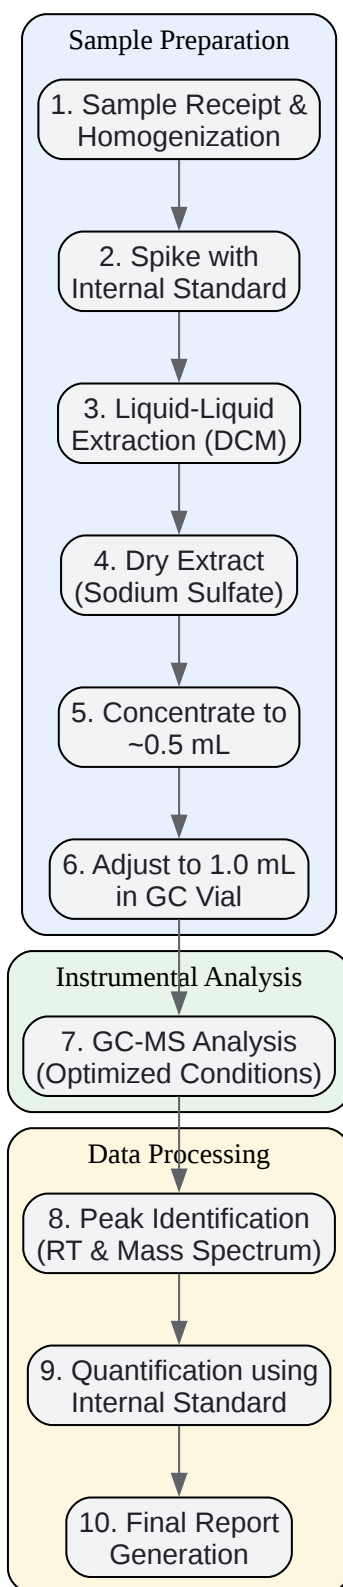 Sample Preparation
1. Sample Receipt &
Homogenization
2. Spike with
Internal Standard
3. Liquid-Liquid
Extraction (DCM)
4. Dry Extract
(Sodium Sulfate)
5. Concentrate to
~0.5 mL
6. Adjust to 1.0 mL
in GC Vial
Instrumental Analysis
7. GC-MS Analysis
(Optimized Conditions)
Data Processing
8. Peak Identification
(RT & Mass Spectrum)
9. Quantification using
Internal Standard
10. Final Report
Generation